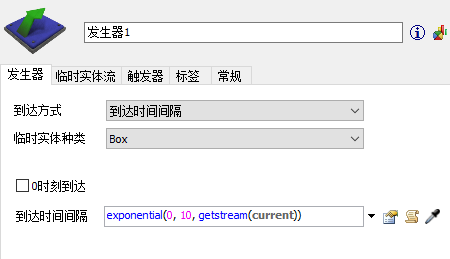 发生器1
发生器 临时实体流 触发器 标签 常规
到达方式 到达时间间隔
临时实体种类 Box
0时刻到达
到达时间间隔 exponential(0, 10, getstream(current))